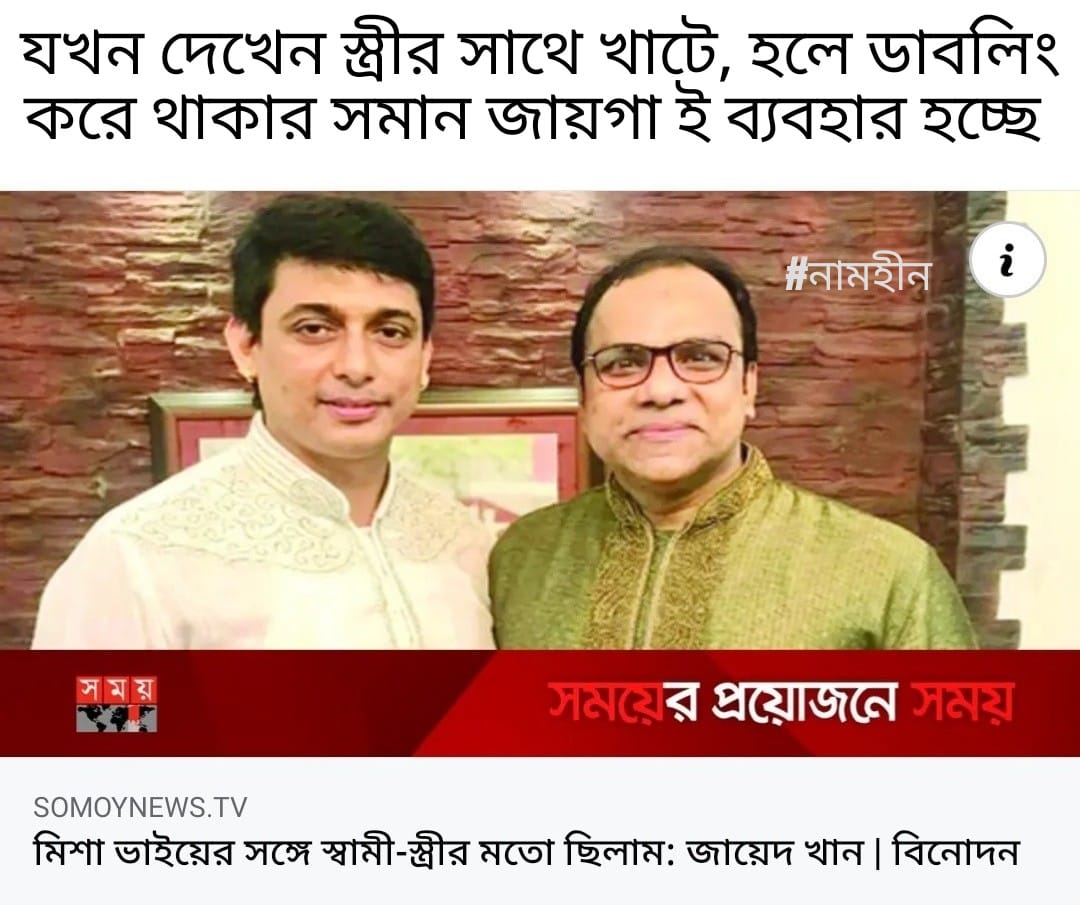 যখন দেখেন স্ত্রীর সাথে খাটে, হলে ডাবলিং
করে থাকার সমান জায়গা ই ব্যবহার হচ্ছে
#নামহীন
i
সময়
সময়ের প্রয়োজনে সময়
SOMOYNEWS.TV
মিশা ভাইয়ের সঙ্গে স্বামী-স্ত্রীর মতো ছিলাম: জায়েদ খান | বিনোদন